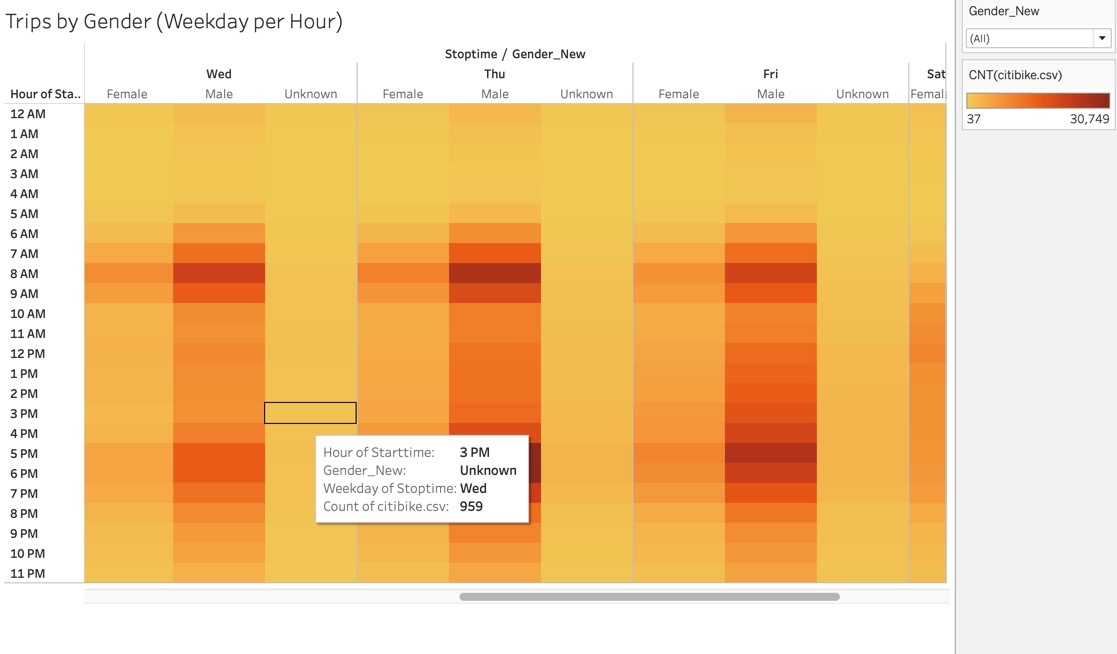 Trips by Gender (Weekday per Hour)
Stoptime / Gender_New
Wed Thu Fri Sat
Hour of Sta.. Female Male Unknown Female Male Unknown Female Male Unknown Femal
12 AM
1 AM
2 AM
3 AM
4 AM
5 AM
6 AM
7 AM
8 AM
9 AM
10 AM
11 AM
12 PM
1 PM
2 PM
3 PM
4 PM
5 PM
6 PM
7 PM
8 PM
9 PM
10 PM
11 PM
Hour of Starttime: 3 PM
Gender_New: Unknown
Weekday of Stoptime: Wed
Count of citibike.csv: 959
Gender_New
(All)
CNT(citibike.csv)
37 30,749